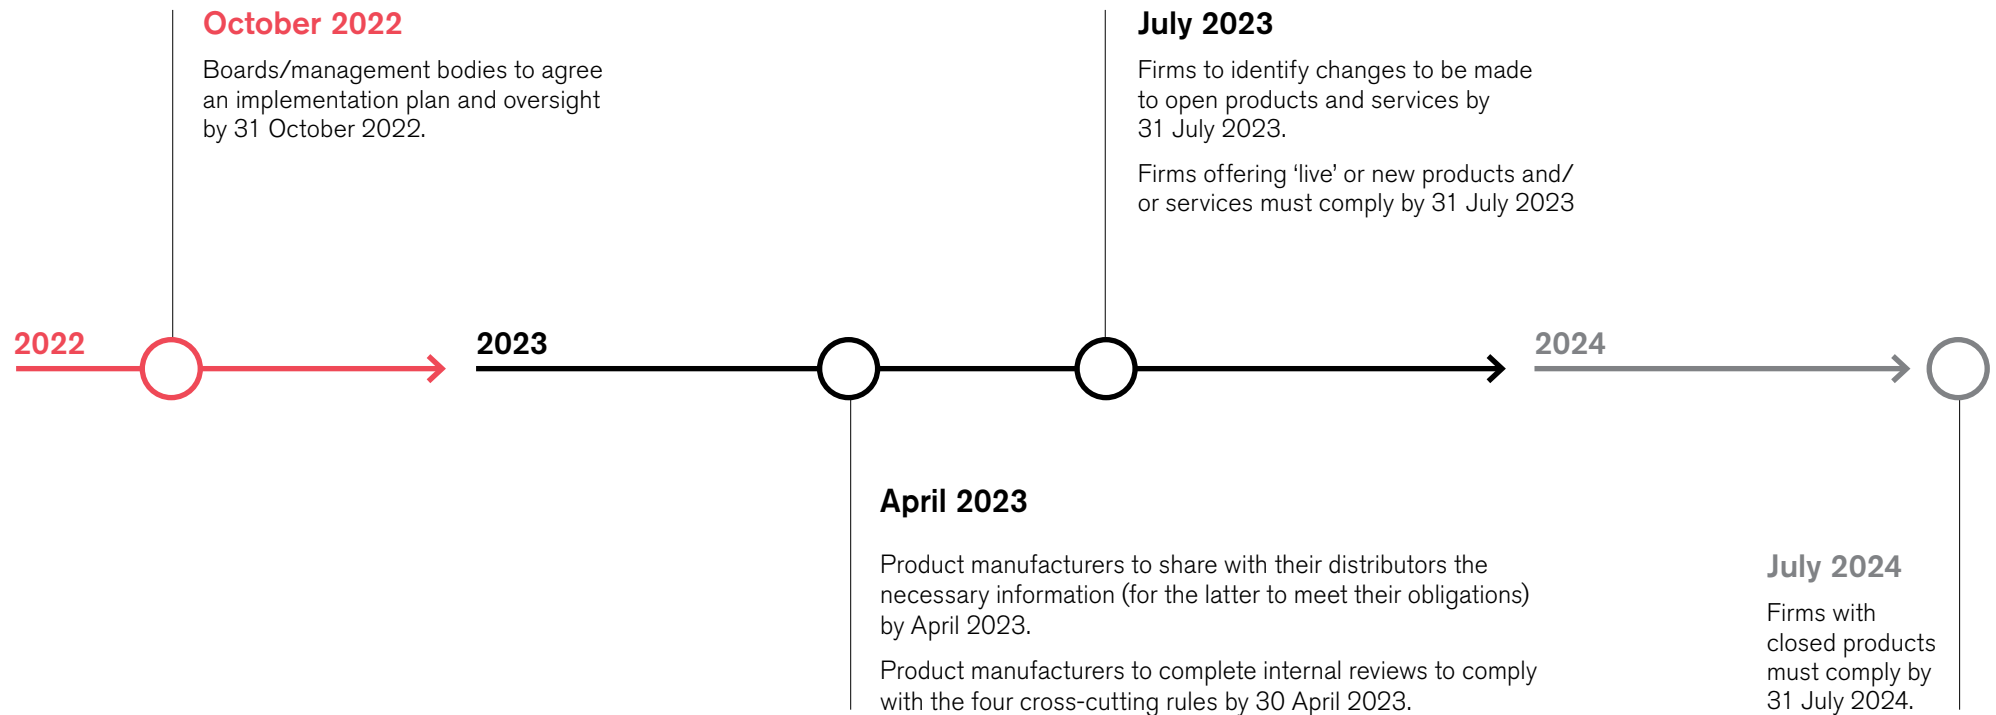 October 2022
Boards/management bodies to agree
an implementation plan and oversight
by 31 October 2022.
July 2023
Firms to identify changes to be made
to open products and services by
31 July 2023.
Firms offering ‘live’ or new products and/
or services must comply by 31 July 2023
2022
2023
2024
April 2023
Product manufacturers to share with their distributors the
necessary information (for the latter to meet their obligations)
by April 2023.
Product manufacturers to complete internal reviews to comply
with the four cross-cutting rules by 30 April 2023.
July 2024
Firms with
closed products
must comply by
31 July 2024.